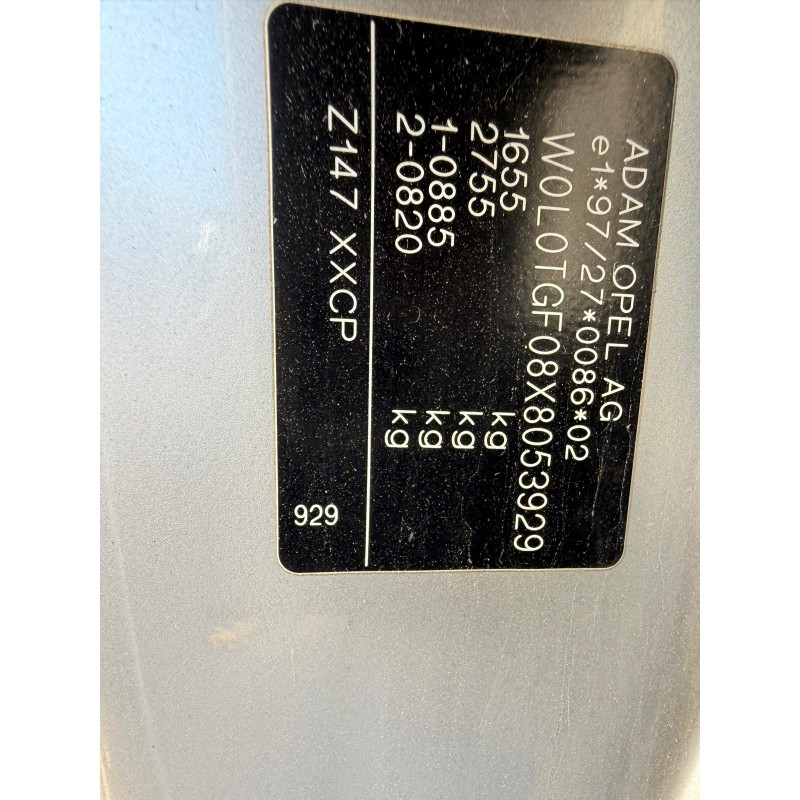 ADAM OPEL AG
e1*97/27*0086*02
W0L0TGF08X8053929
1655 kg
2755 kg
1-0885 kg
2-0820 kg
Z147 XXCP
929